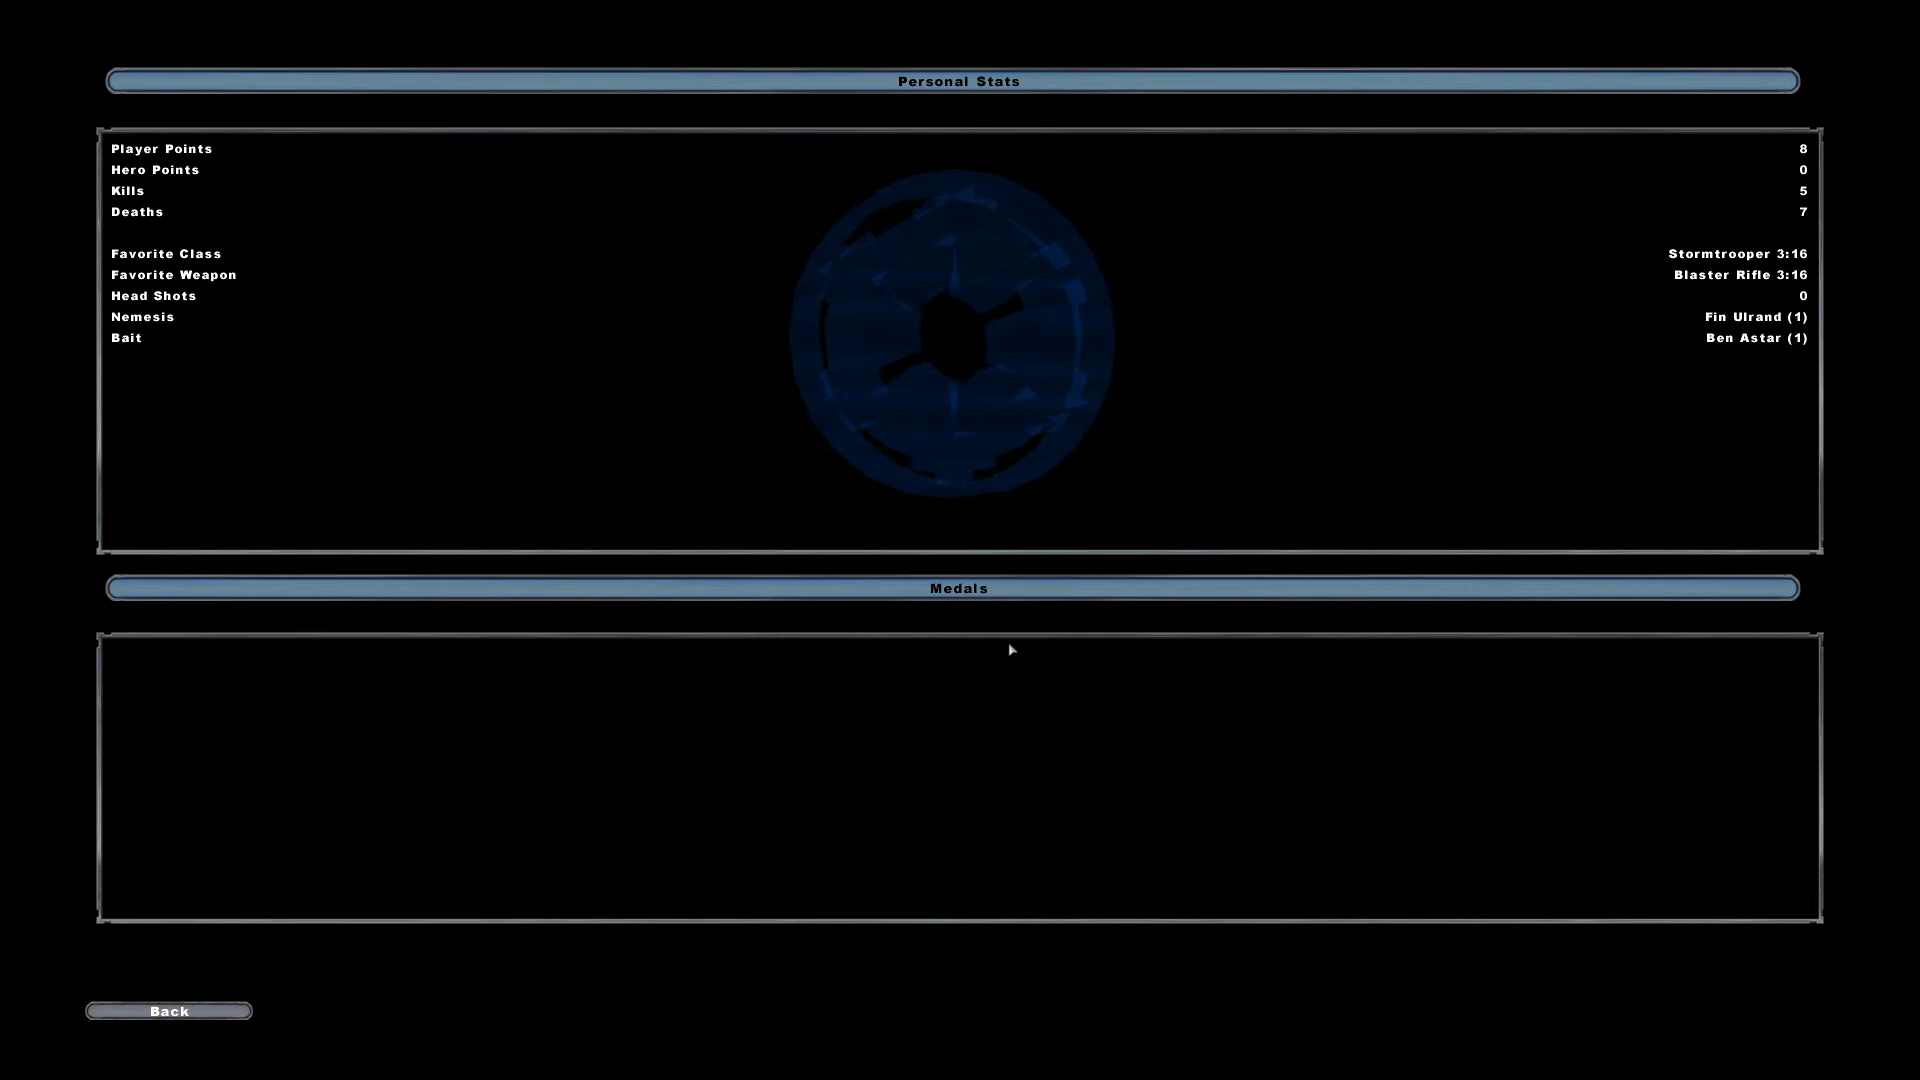 Personal Stats
Player Points 8
Hero Points 0
Kills 5
Deaths 7
Favorite Class Stormtrooper 3:16
Favorite Weapon Blaster Rifle 3:16
Head Shots 0
Nemesis Fin Ulrand (1)
Bait Ben Astar (1)
Medals
Back